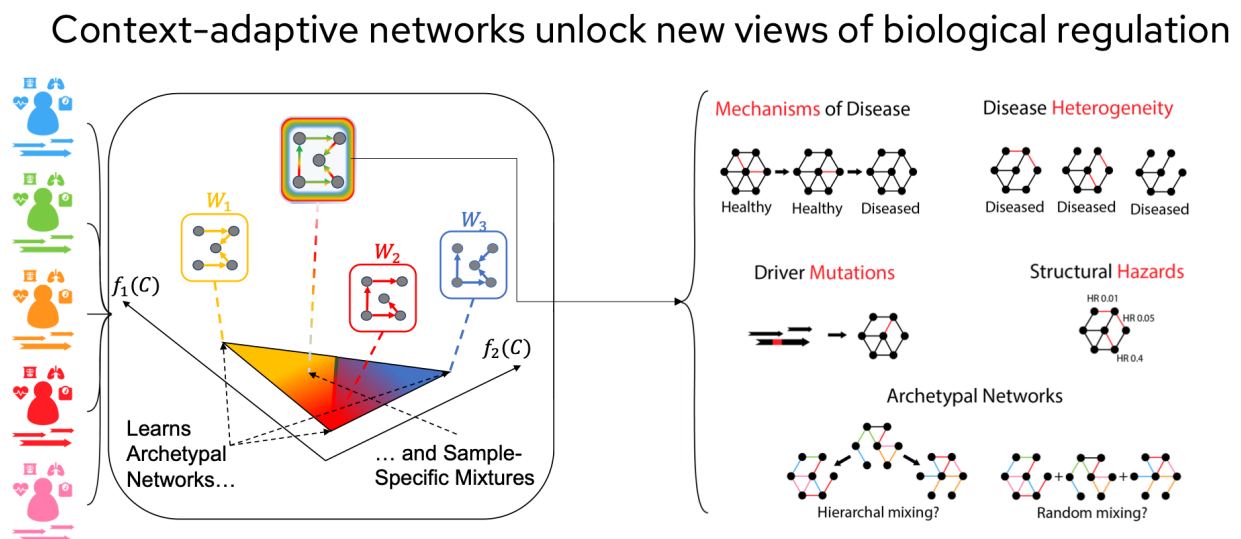 Context-adaptive networks unlock new views of biological regulation
f₁(C)
W₁
W₂
W₃
f₂(C)
Learns
Archetypal
Networks…
… and Sample-
Specific Mixtures
Mechanisms of Disease
Healthy
Healthy
Diseased
Disease Heterogeneity
Diseased
Diseased
Diseased
Driver Mutations
Structural Hazards
HR 0.01
HR 0.05
HR 0.4
Archetypal Networks
Hierarchal mixing?
+
+
Random mixing?